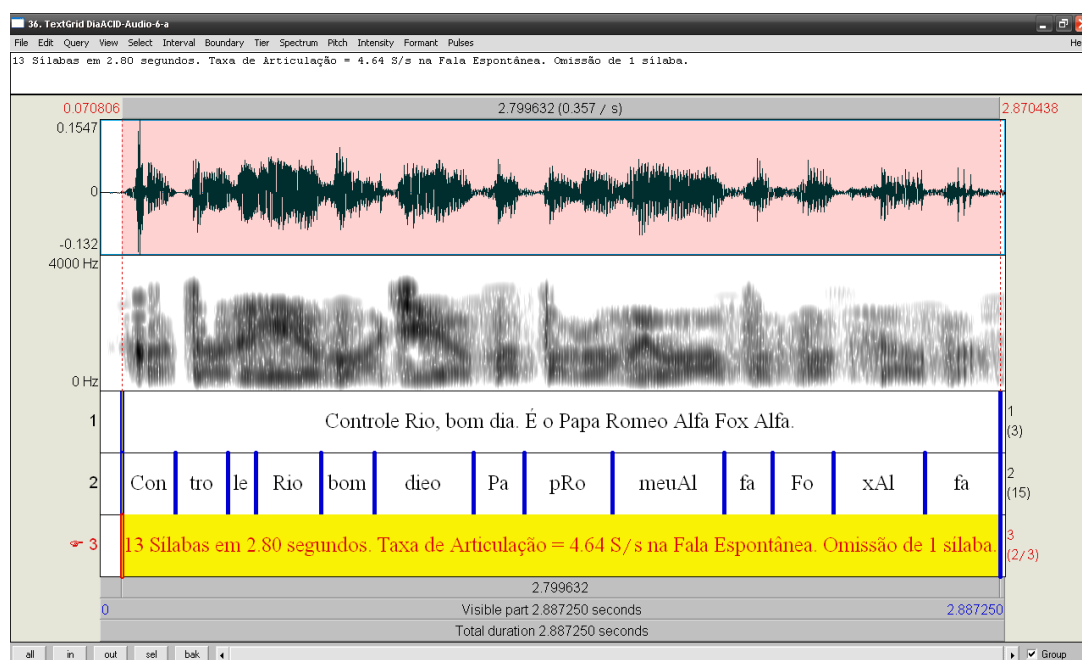 36. TextGrid DiaACID-Audio-6-a
File Edit Query View Select Interval Boundary Tier Spectrum Pitch Intensity Formant Pulses He
13 Sílabas em 2.80 segundos. Taxa de Articulação = 4.64 S/s na Fala Espontânea. Omissão de 1 sílaba.
0.070806 2.799632 (0.357 / s) 2.870438
0.1547
0
-0.132
4000 Hz
0 Hz
1 Controle Rio, bom dia. É o Papa Romeo Alfa Fox Alfa. 1 (3)
2 Con tro le Rio bom dieo Pa pRo meuAl fa Fo xAl fa 2 (15)
3 13 Sílabas em 2.80 segundos. Taxa de Articulação = 4.64 S/s na Fala Espontânea. Omissão de 1 sílaba. 3 (2/3)
2.799632
0 Visible part 2.887250 seconds 2.887250
Total duration 2.887250 seconds
all in out sel bak Group